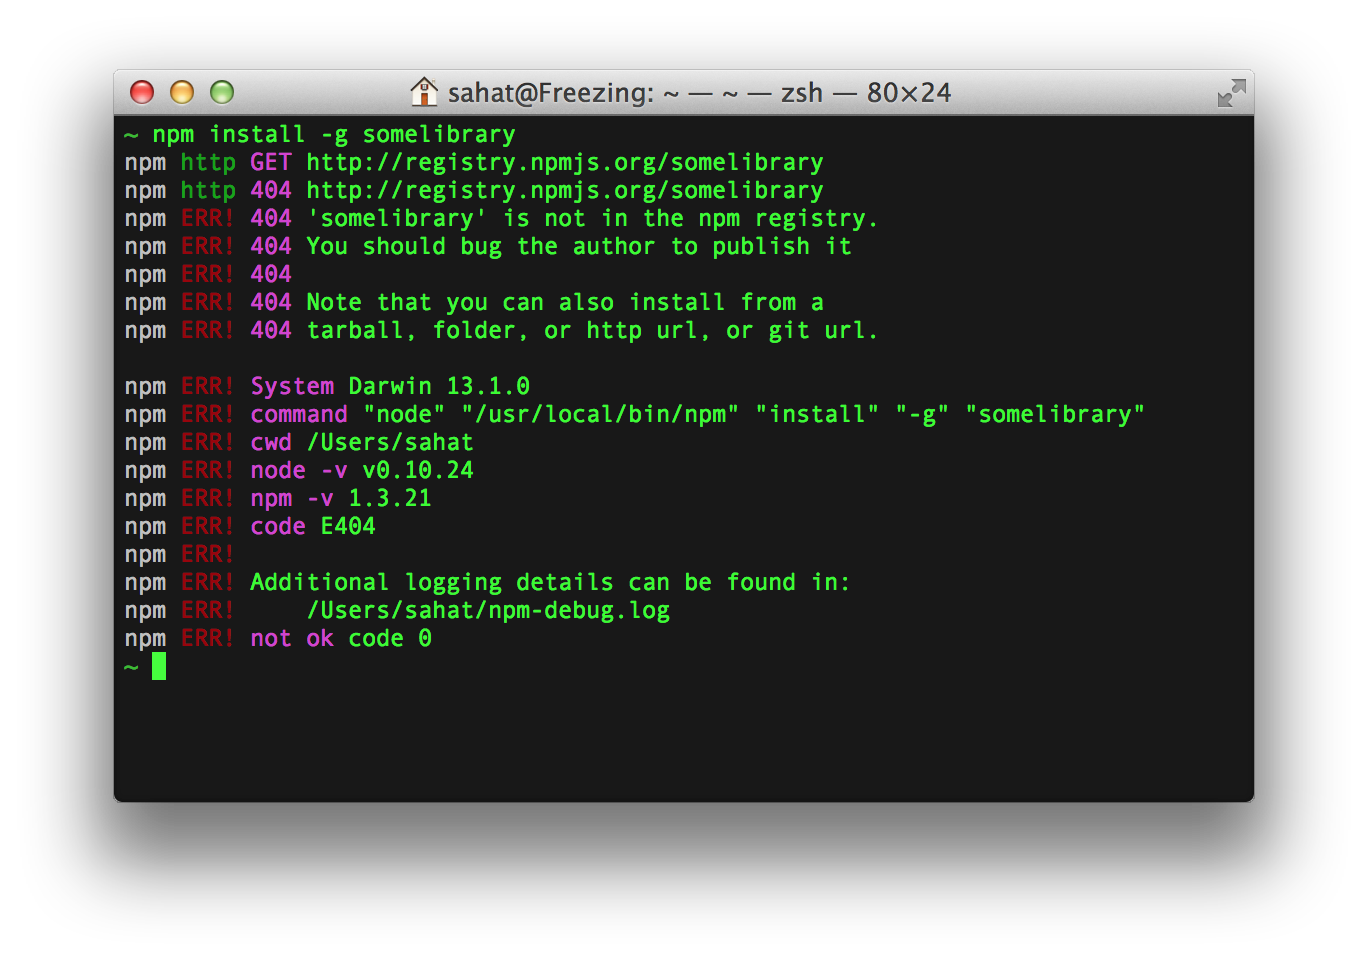 sahat@Freezing: ~ — ~ — zsh — 80×24
~ npm install -g somelibrary
npm http GET http://registry.npmjs.org/somelibrary
npm http 404 http://registry.npmjs.org/somelibrary
npm ERR! 404 'somelibrary' is not in the npm registry.
npm ERR! 404 You should bug the author to publish it
npm ERR! 404
npm ERR! 404 Note that you can also install from a
npm ERR! 404 tarball, folder, or http url, or git url.
npm ERR! System Darwin 13.1.0
npm ERR! command "node" "/usr/local/bin/npm" "install" "-g" "somelibrary"
npm ERR! cwd /Users/sahat
npm ERR! node -v v0.10.24
npm ERR! npm -v 1.3.21
npm ERR! code E404
npm ERR!
npm ERR! Additional logging details can be found in:
npm ERR!     /Users/sahat/npm-debug.log
npm ERR! not ok code 0
~